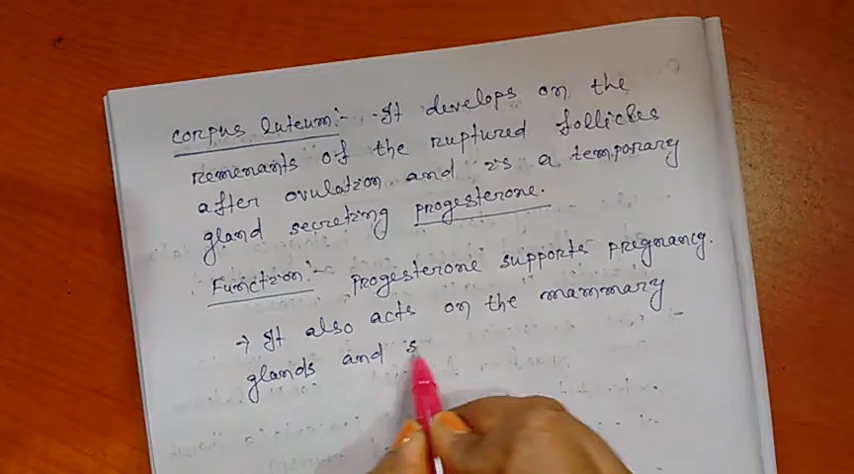 Corpus luteum:- It develops on the
remenants of the ruptured follicles
after ovulation and is a temporary
gland secreting progesterone.
Function:- progesterone supports pregnancy.
→ It also acts on the mammary
glands and s